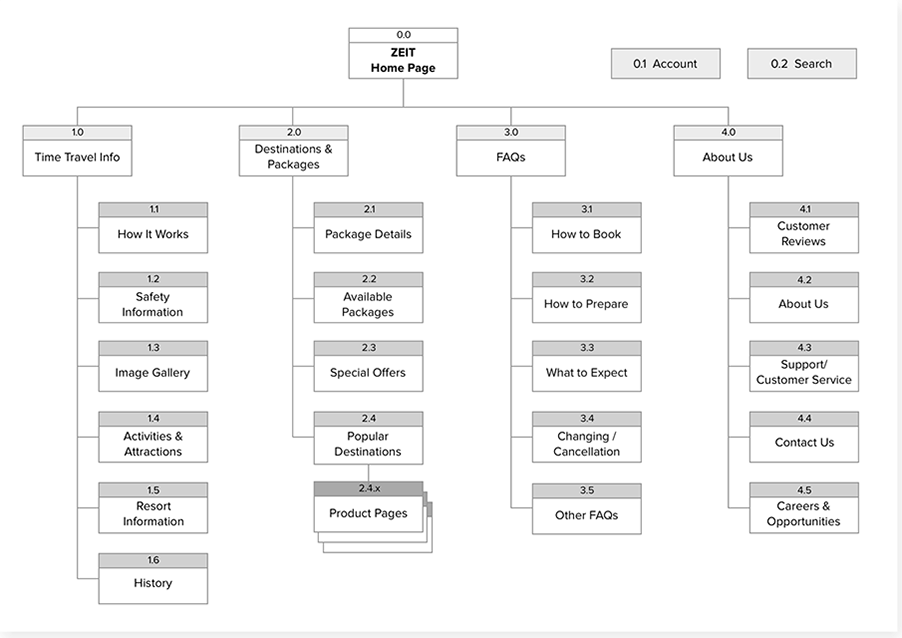 0.0
ZEIT
Home Page
0.1 Account
0.2 Search
1.0
Time Travel Info
2.0
Destinations &
Packages
3.0
FAQs
4.0
About Us
1.1
How It Works
1.2
Safety
Information
1.3
Image Gallery
1.4
Activities &
Attractions
1.5
Resort
Information
1.6
History
2.1
Package Details
2.2
Available
Packages
2.3
Special Offers
2.4
Popular
Destinations
2.4.x
Product Pages
3.1
How to Book
3.2
How to Prepare
3.3
What to Expect
3.4
Changing /
Cancellation
3.5
Other FAQs
4.1
Customer
Reviews
4.2
About Us
4.3
Support/
Customer Service
4.4
Contact Us
4.5
Careers &
Opportunities